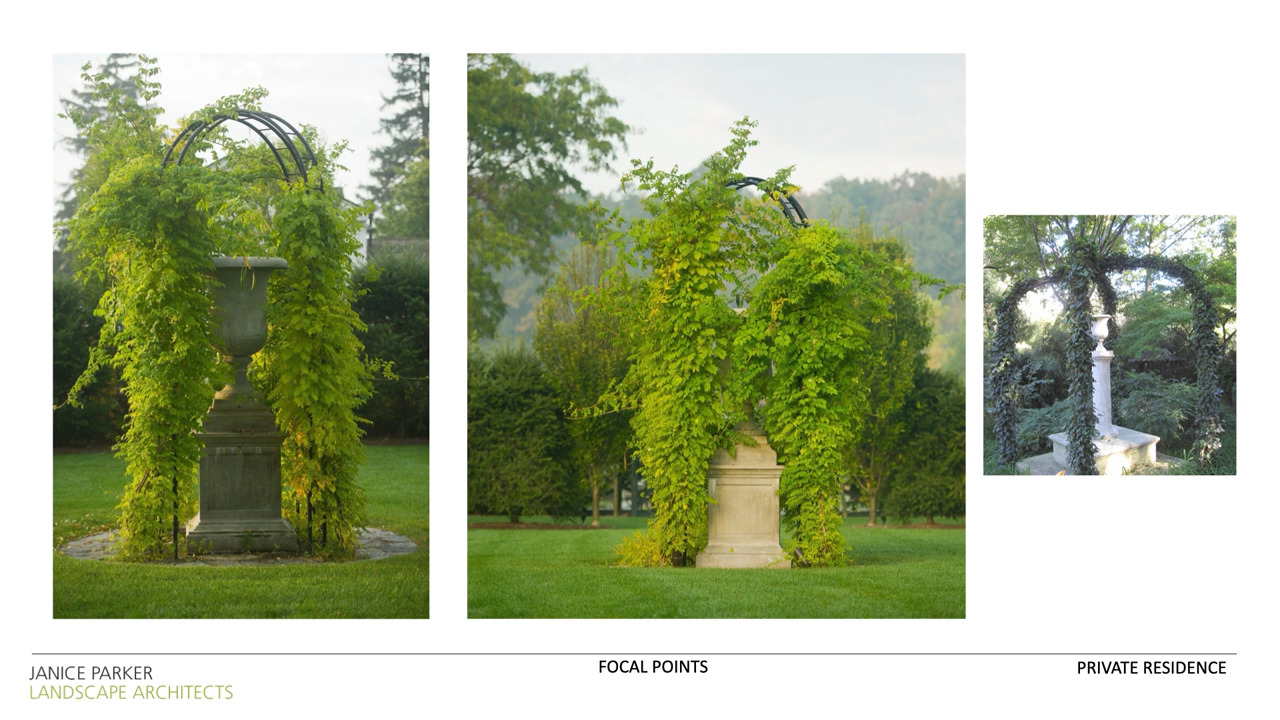 JANICE PARKER
LANDSCAPE ARCHITECTS
FOCAL POINTS
PRIVATE RESIDENCE